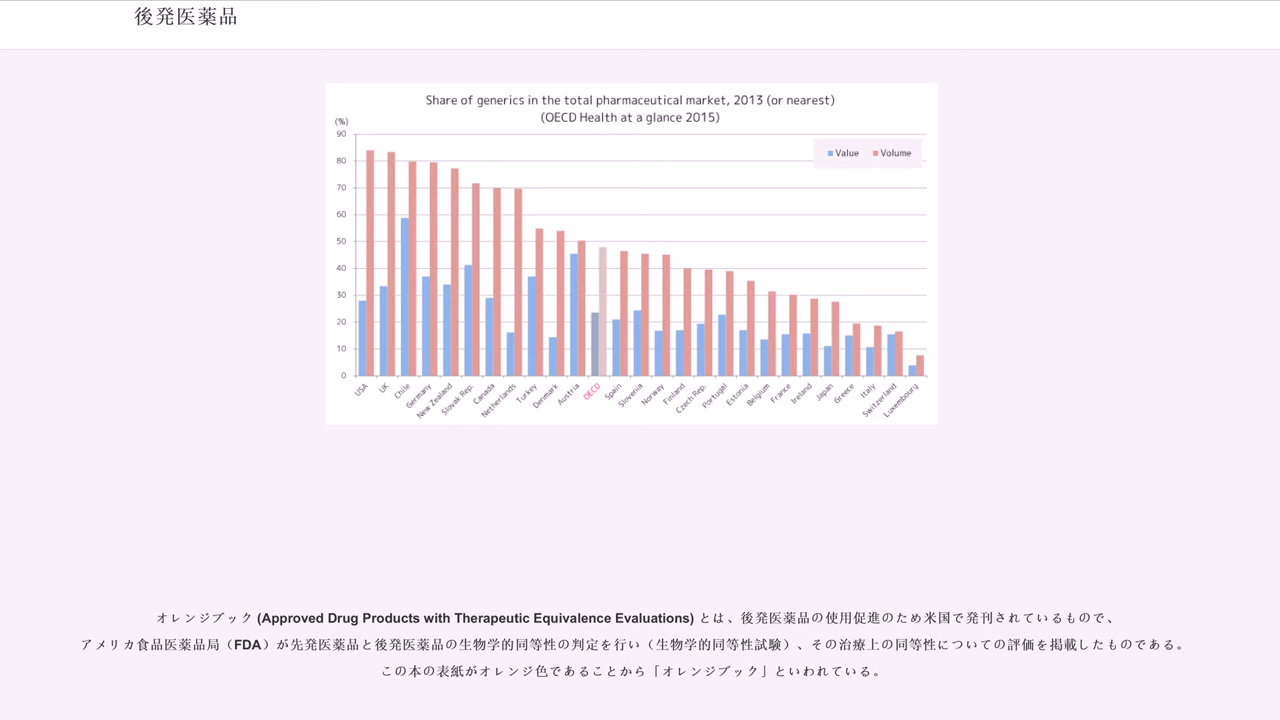 後発医薬品
Share of generics in the total pharmaceutical market, 2013 (or nearest)
(OECD Health at a glance 2015)
(%)
90
80
70
60
50
40
30
20
10
0
Value
Volume
USA
UK
Chile
Germany
New Zealand
Slovak Rep.
Canada
Netherlands
Turkey
Denmark
Austria
OECD
Spain
Slovenia
Norway
Finland
Czech Rep.
Portugal
Estonia
Belgium
France
Ireland
Japan
Greece
Italy
Switzerland
Luxembourg
オレンジブック (Approved Drug Products with Therapeutic Equivalence Evaluations) とは、後発医薬品の使用促進のため米国で発刊されているもので、
アメリカ食品医薬品局（FDA）が先発医薬品と後発医薬品の生物学的同等性の判定を行い（生物学的同等性試験）、その治療上の同等性についての評価を掲載したものである。
この本の表紙がオレンジ色であることから「オレンジブック」といわれている。